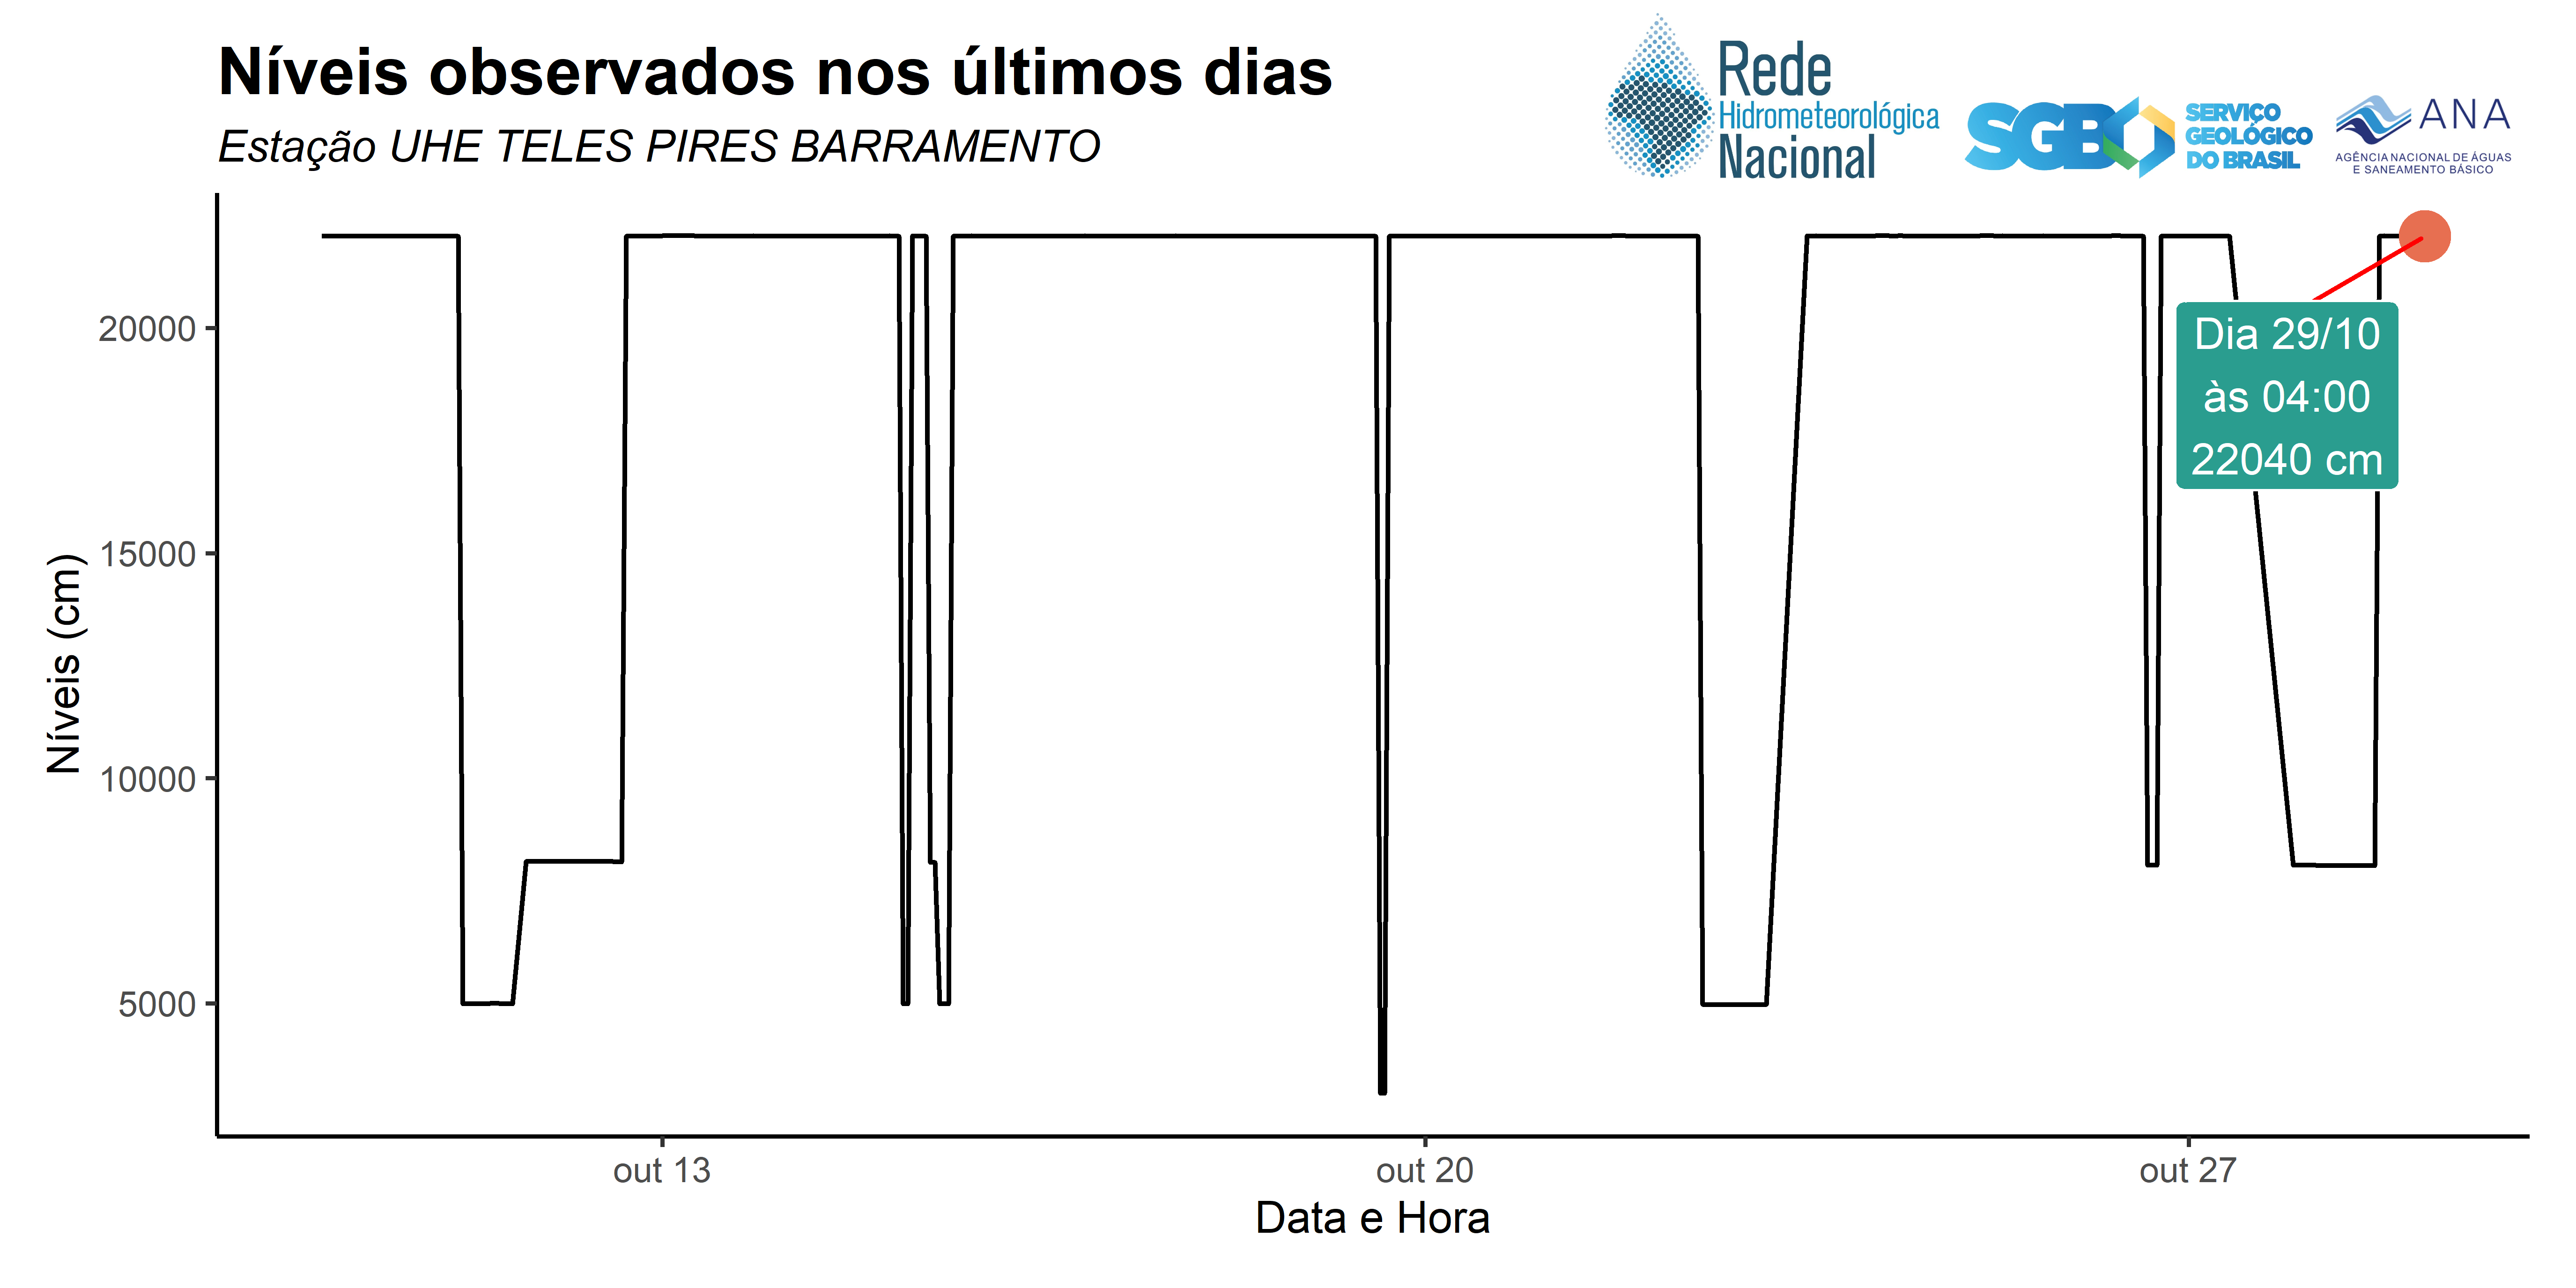 Níveis observados nos últimos dias
Estação UHE TELES PIRES BARRAMENTO
Rede
Hidrometeorológica
Nacional
SGB
SERVIÇO
GEOLÓGICO
DO BRASIL
ANA
AGÊNCIA NACIONAL DE ÁGUAS
E SANEAMENTO BÁSICO
Níveis (cm)
20000
15000
10000
5000
Dia 29/10
às 04:00
22040 cm
out 13
out 20
out 27
Data e Hora